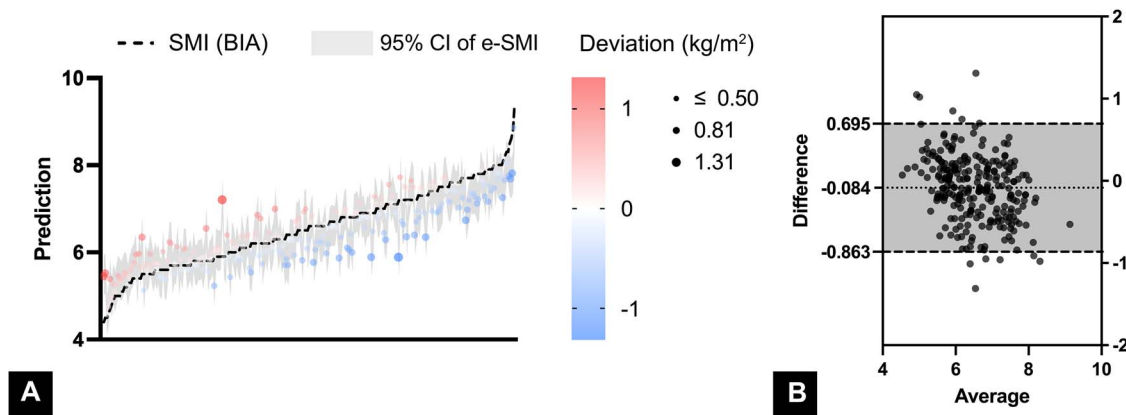 SMI (BIA)
95% CI of e-SMI
Deviation (kg/m²)
Prediction
10
8
6
4
1
0
-1
≤ 0.50
0.81
1.31
A
Difference
0.695
-0.084
-0.863
2
1
0
-1
-2
4 6 8 10
Average
B